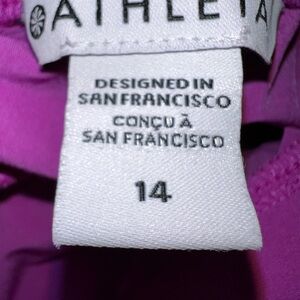 ATHLETA
DESIGNED IN
SAN FRANCISCO
CONÇU À
SAN FRANCISCO
14